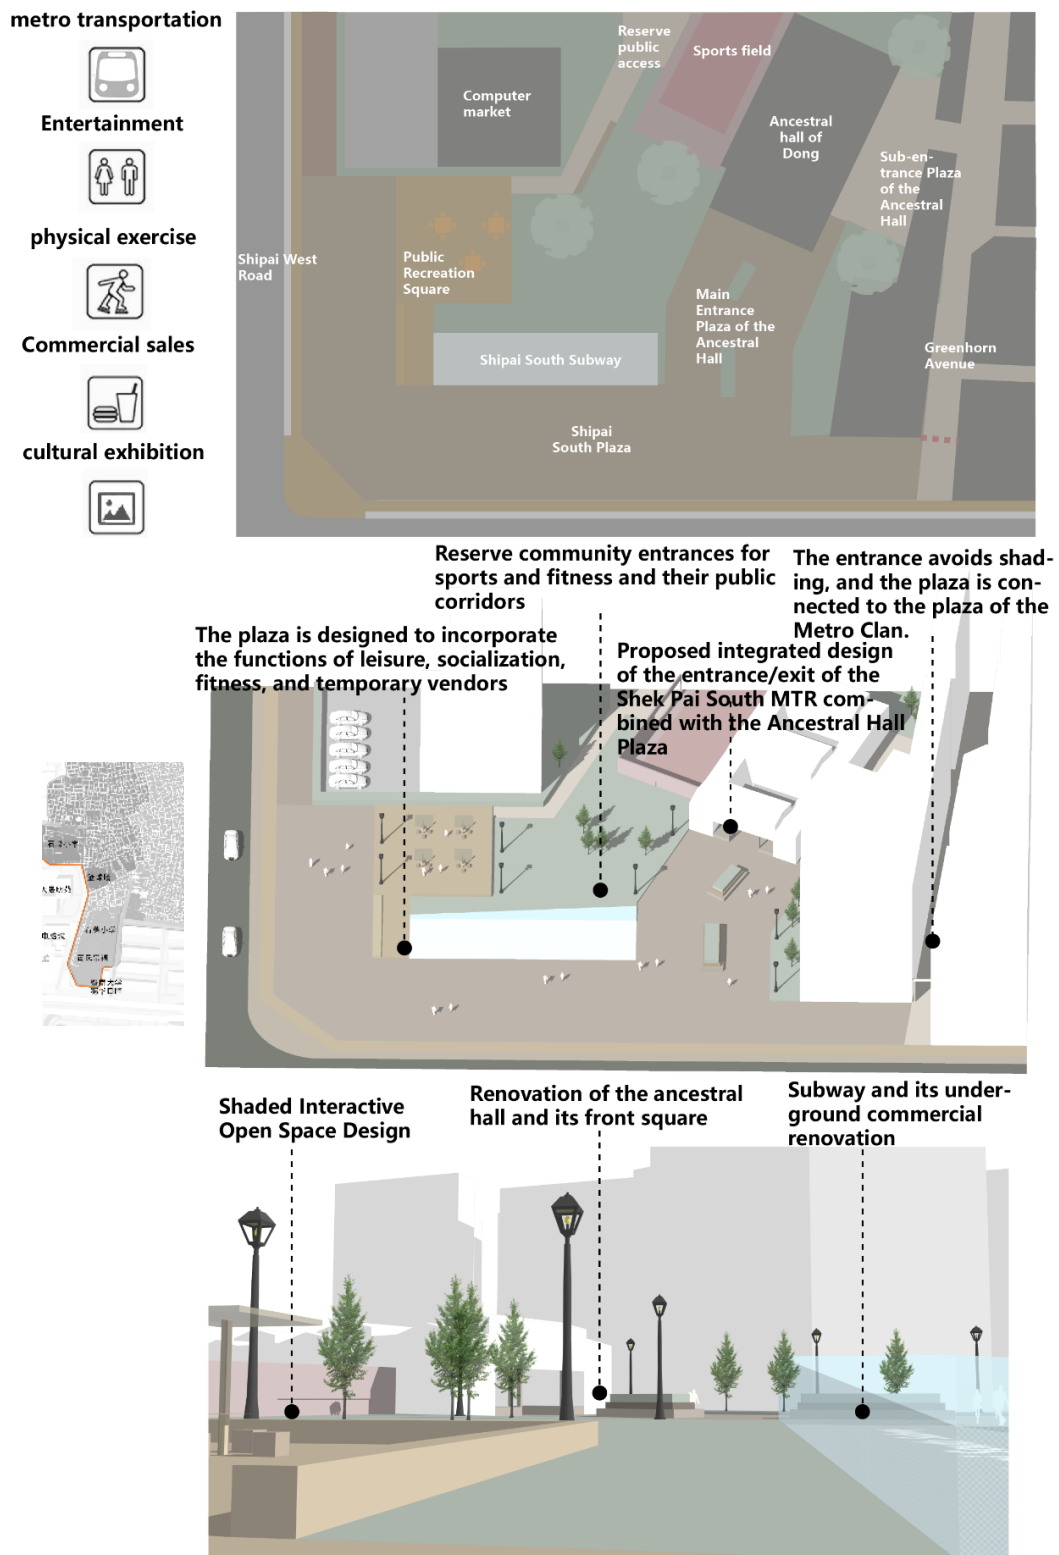 metro transportation
Entertainment
physical exercise
Commercial sales
cultural exhibition
Reserve
public
access
Sports field
Computer
market
Ancestral
hall of
Dong
Sub-en-
trance Plaza
of the
Ancestral
Hall
Shipai West
Road
Public
Recreation
Square
Main
Entrance
Plaza of the
Ancestral
Hall
Shipai South Subway
Greenhorn
Avenue
Shipai
South Plaza
Reserve community entrances for
sports and fitness and their public
corridors
The entrance avoids shad-
ing, and the plaza is con-
nected to the plaza of the
Metro Clan.
The plaza is designed to incorporate
the functions of leisure, socialization,
fitness, and temporary vendors
Proposed integrated design
of the entrance/exit of the
Shek Pai South MTR com-
bined with the Ancestral Hall
Plaza
石牌小学
Shaded Interactive
Open Space Design
Renovation of the ancestral
hall and its front square
Subway and its under-
ground commercial
renovation